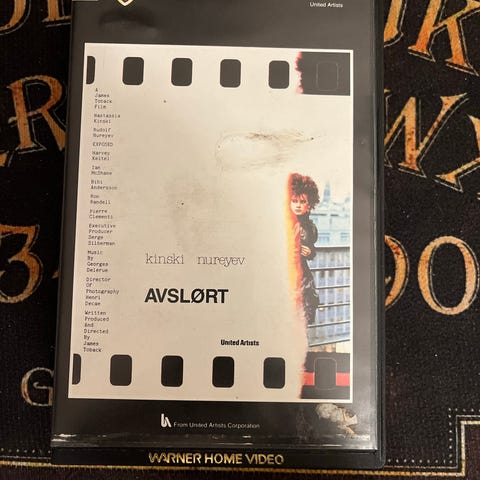 United Artists
A
James
Toback
Film
Nastassia
Kinski
Rudolf
Nureyev
EXPOSED
Harvey
Keitel
Ian
McShane
Bibi
Andersson
Ron
Randell
Pierre
Clementi
Executive
Producer
Serge
Silberman
Music
By
Georges
Delerue
Director
Of
Photography
Henri
Decae
Written
Produced
And
Directed
By
James
Toback
kinski nureyev
AVSLØRT
United Artists
From United Artists Corporation
WARNER HOME VIDEO